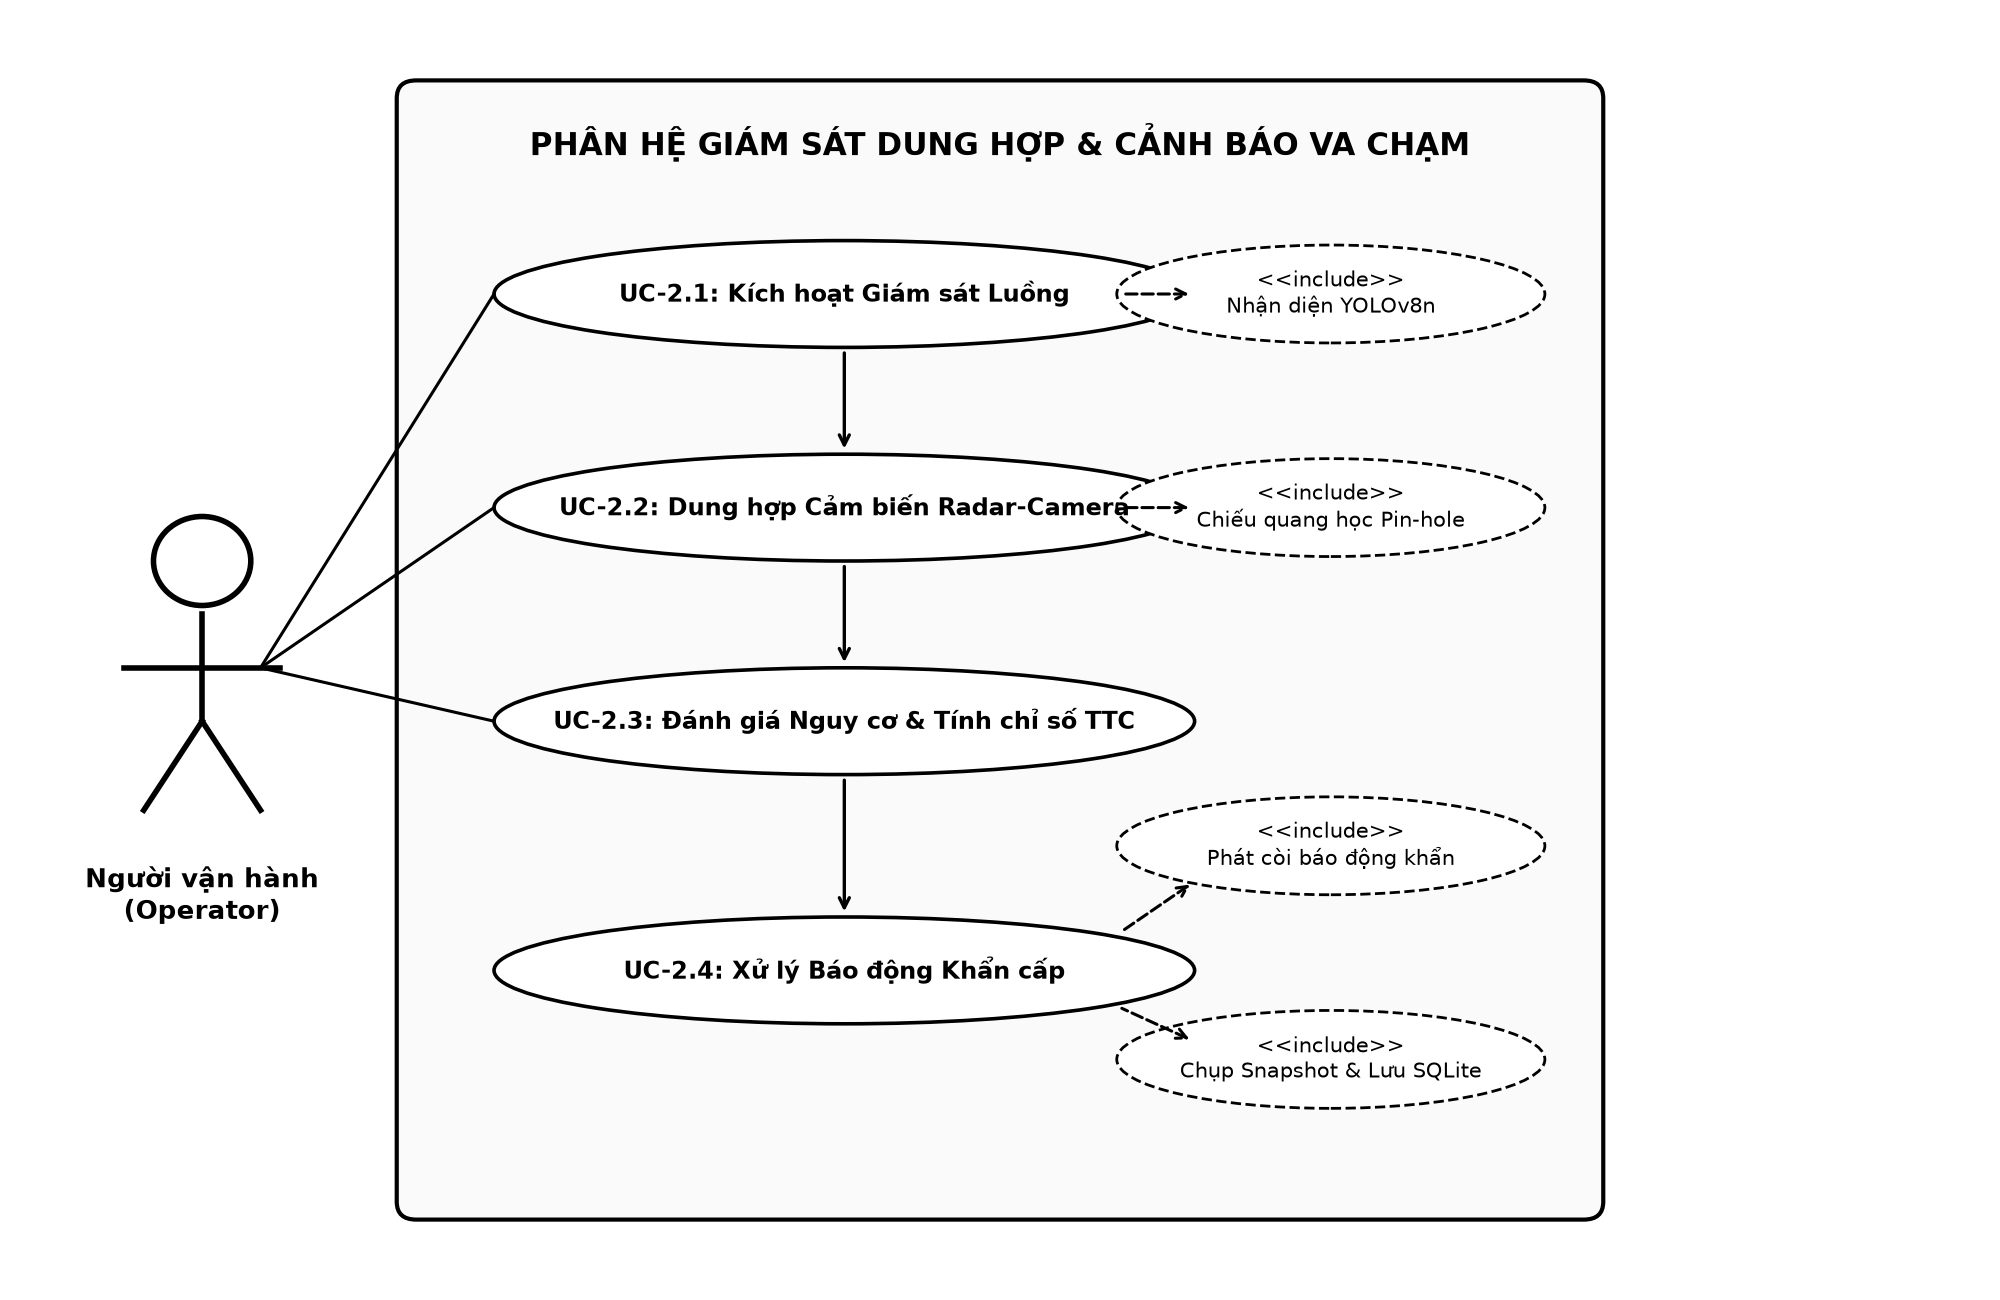 PHÂN HỆ GIÁM SÁT DUNG HỢP & CẢNH BÁO VA CHẠM
UC-2.1: Kích hoạt Giám sát Luồng
<<include>>
Nhận diện YOLOv8n
UC-2.2: Dung hợp Cảm biến Radar-Camera
<<include>>
Chiếu quang học Pin-hole
UC-2.3: Đánh giá Nguy cơ & Tính chỉ số TTC
<<include>>
Phát còi báo động khẩn
Người vận hành
(Operator)
UC-2.4: Xử lý Báo động Khẩn cấp
<<include>>
Chụp Snapshot & Lưu SQLite